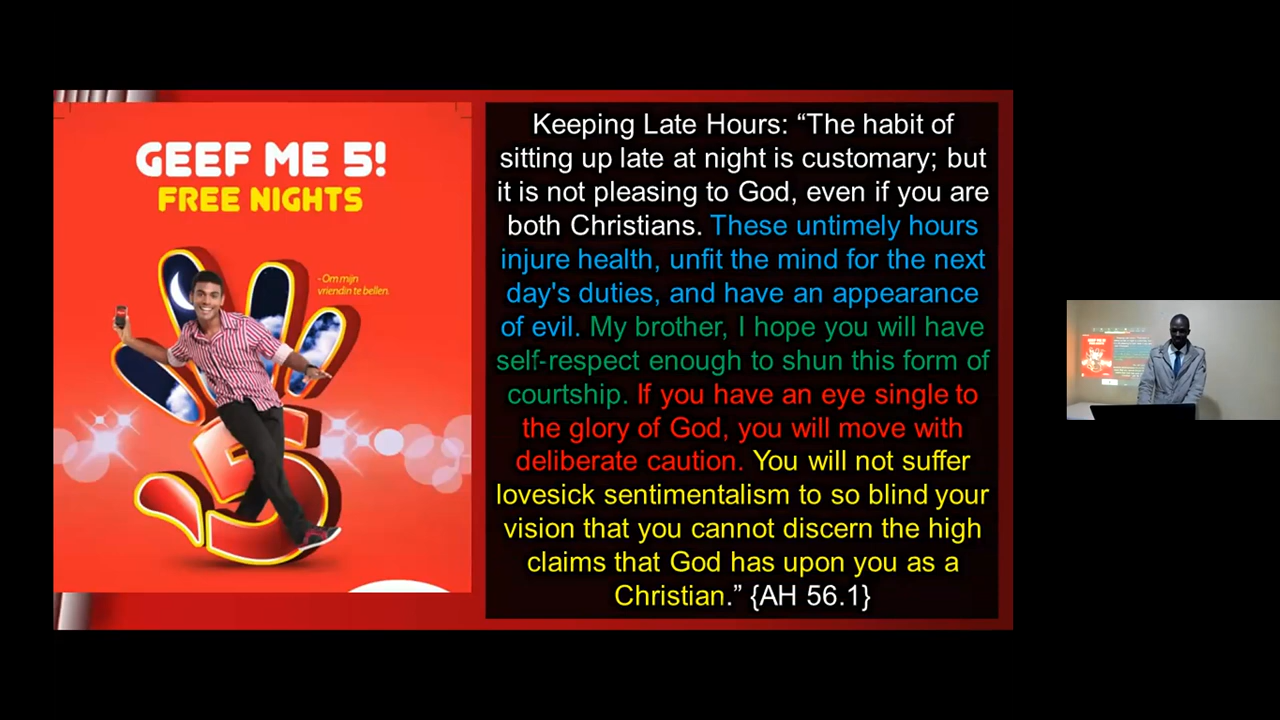 GEEF ME 5!
FREE NIGHTS
- Om mijn
vriendin te bellen.
Keeping Late Hours: “The habit of
sitting up late at night is customary; but
it is not pleasing to God, even if you are
both Christians. These untimely hours
injure health, unfit the mind for the next
day's duties, and have an appearance
of evil. My brother, I hope you will have
self-respect enough to shun this form of
courtship. If you have an eye single to
the glory of God, you will move with
deliberate caution. You will not suffer
lovesick sentimentalism to so blind your
vision that you cannot discern the high
claims that God has upon you as a
Christian.” {AH 56.1}